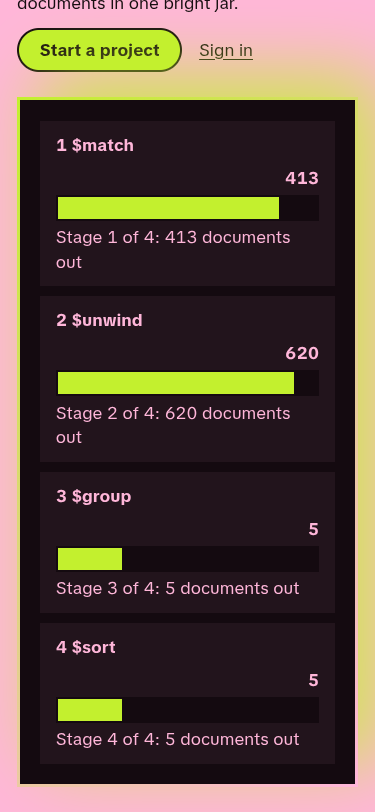 documents in one bright jar.
Start a project
Sign in
1 $match
413
Stage 1 of 4: 413 documents
out
2 $unwind
620
Stage 2 of 4: 620 documents
out
3 $group
5
Stage 3 of 4: 5 documents out
4 $sort
5
Stage 4 of 4: 5 documents out